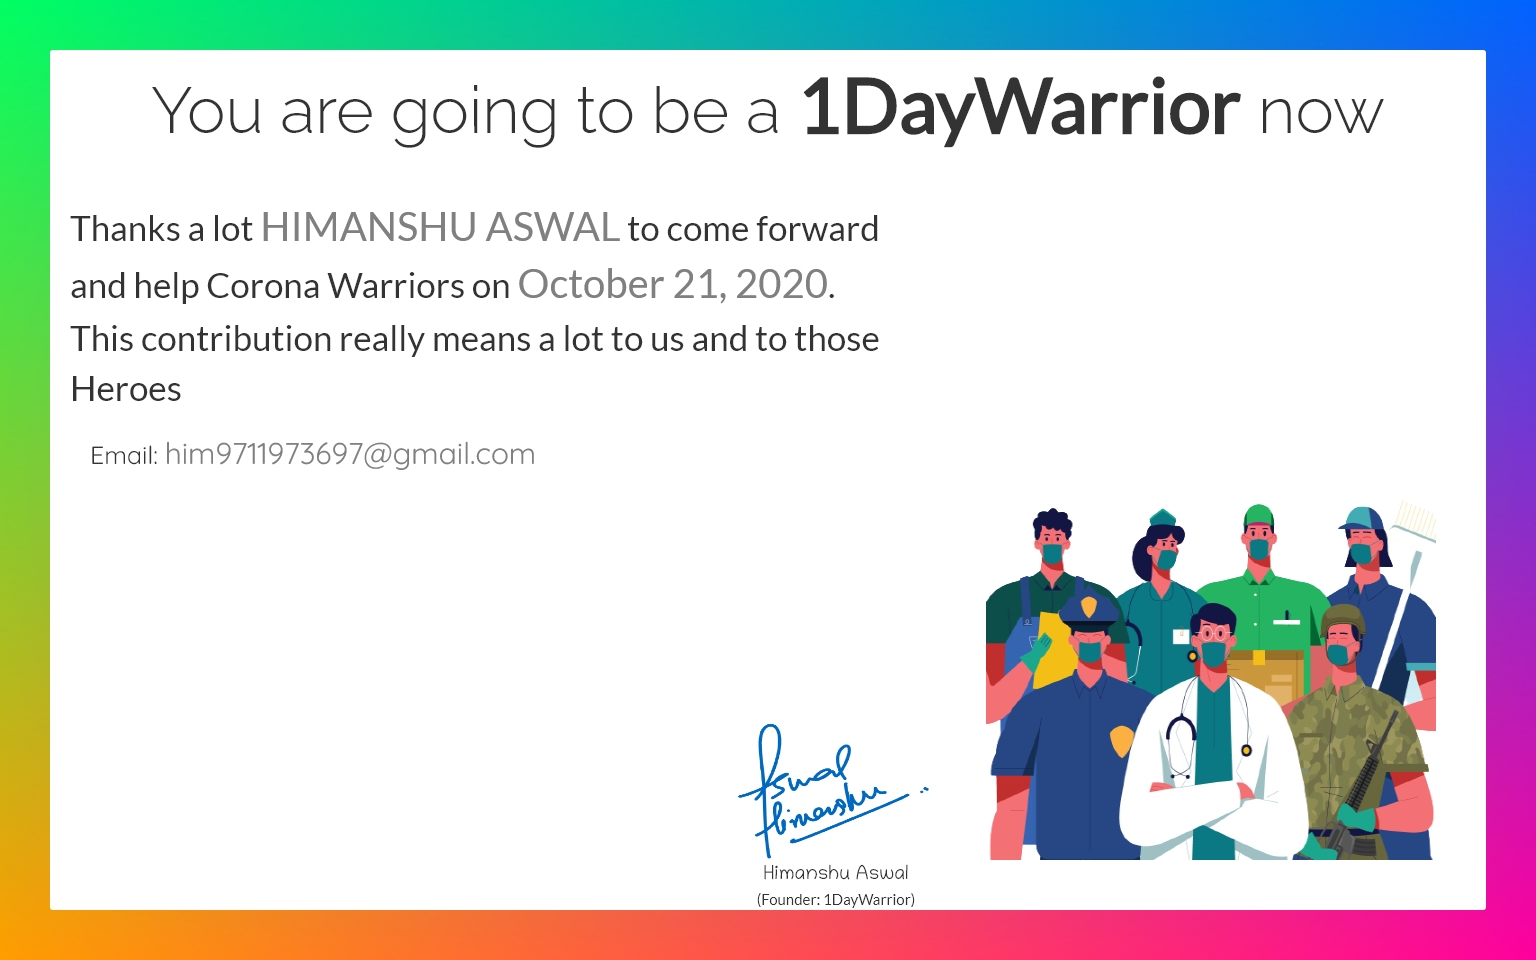 You are going to be a 1DayWarrior now
Thanks a lot HIMANSHU ASWAL to come forward
and help Corona Warriors on October 21, 2020.
This contribution really means a lot to us and to those
Heroes
Email: him9711973697@gmail.com
Aswal
Himanshu
Himanshu Aswal
(Founder: 1DayWarrior)